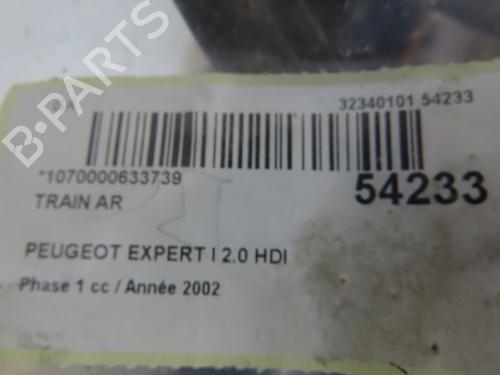 32340101 54233
*1070000633739
54233
TRAIN AR
PEUGEOT EXPERT I 2.0 HDI
Phase 1 cc / Année 2002
B-PARTS